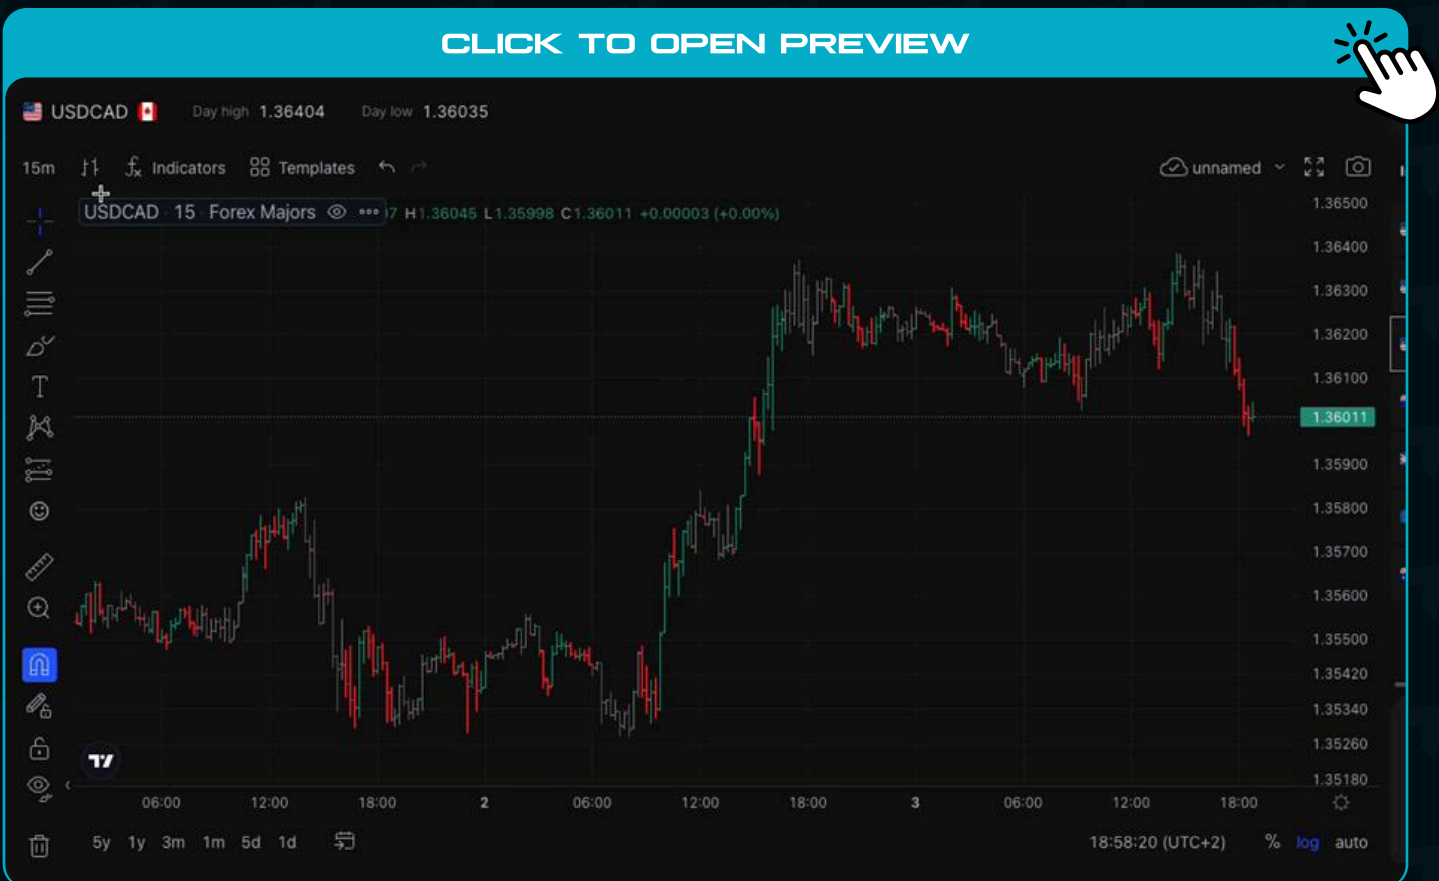 CLICK TO OPEN PREVIEW
USDCAD Day high 1.36404 Day low 1.36035
15m Indicators Templates unnamed
USDCAD 15 Forex Majors 7 H1.36045 L1.35998 C1.36011 +0.00003 (+0.00%)
1.36500
1.36400
1.36300
1.36200
1.36100
1.36011
1.35900
1.35800
1.35700
1.35600
1.35500
1.35420
1.35340
1.35260
1.35180
06:00 12:00 18:00 2 06:00 12:00 18:00 3 06:00 12:00 18:00
5y 1y 3m 1m 5d 1d 18:58:20 (UTC+2) % log auto